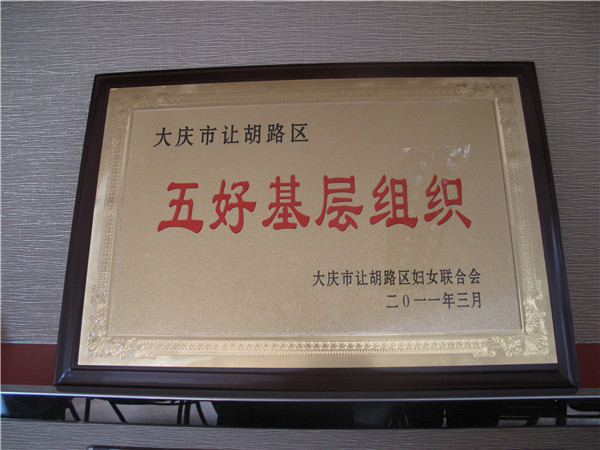 大庆市让胡路区
五好基层组织
大庆市让胡路区妇女联合会
二0一一年三月